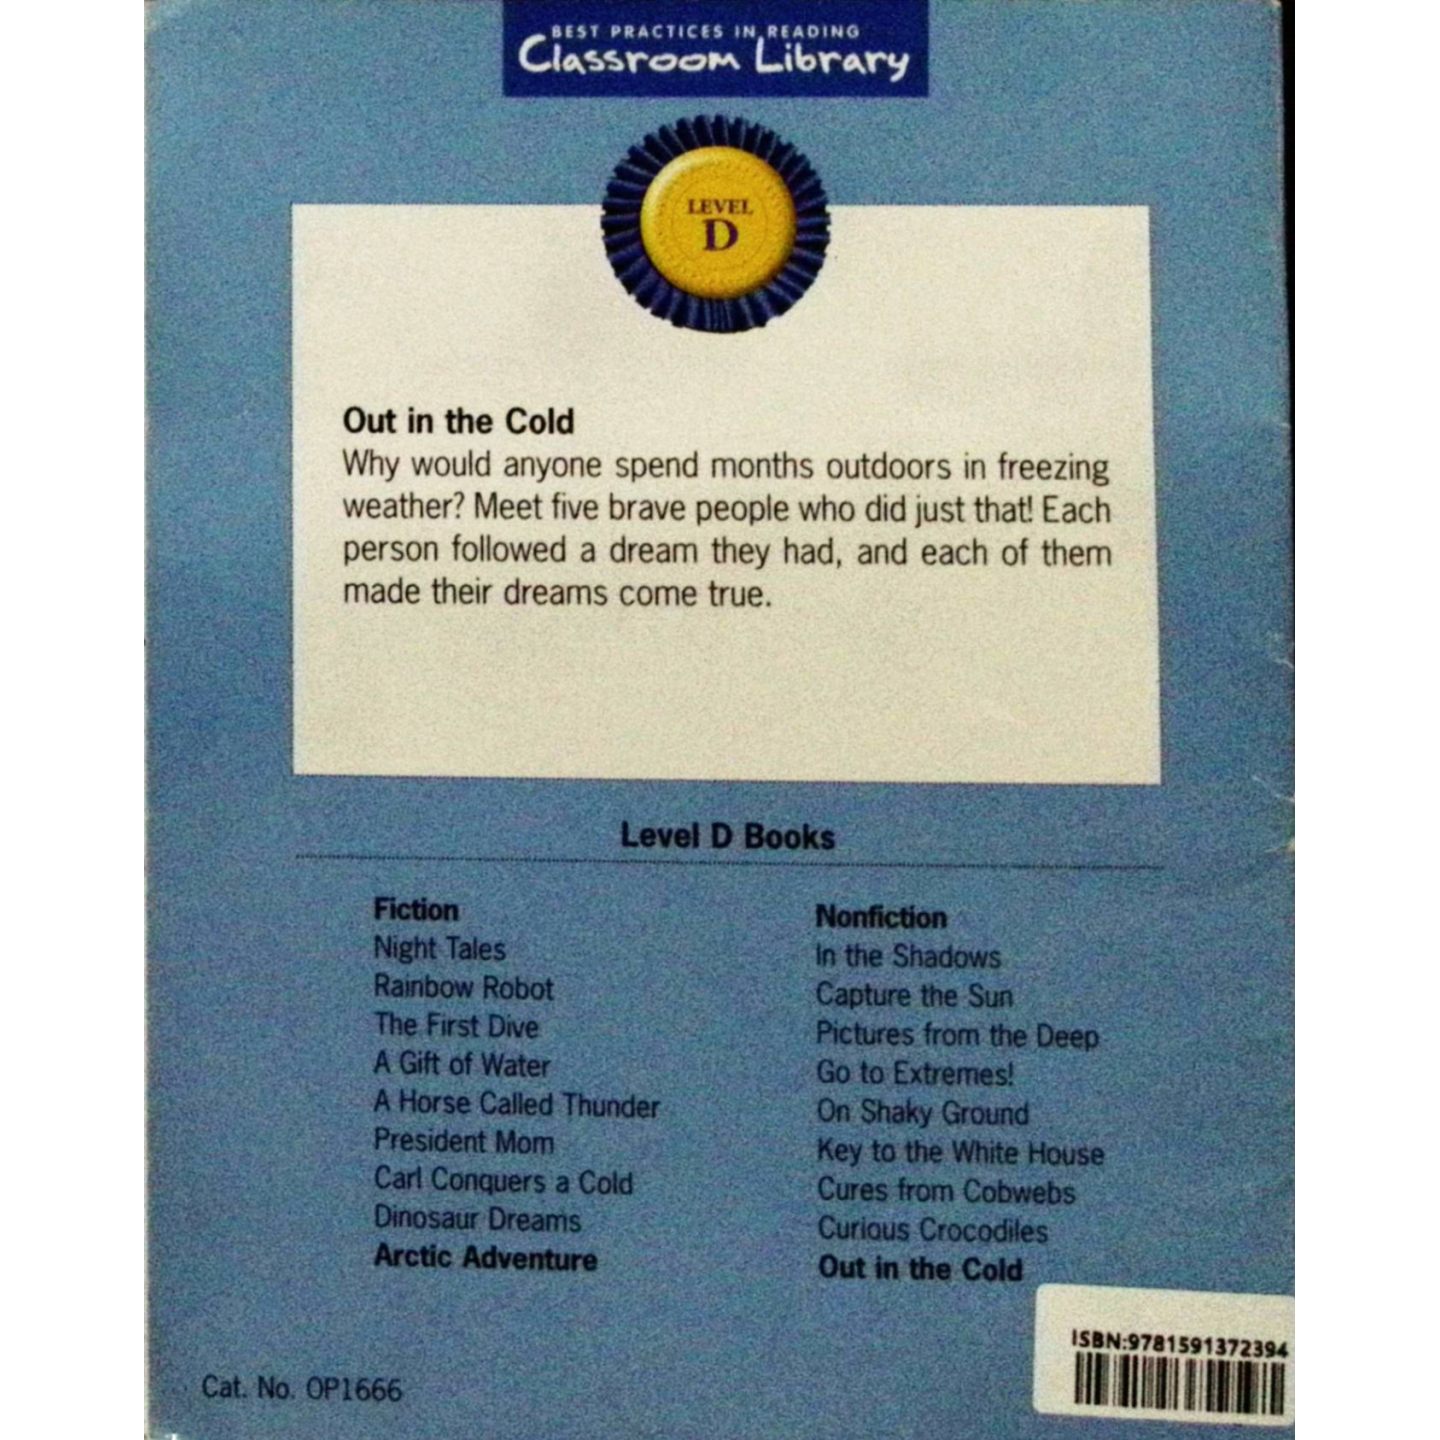 BEST PRACTICES IN READING
Classroom Library
LEVEL
D
Out in the Cold
Why would anyone spend months outdoors in freezing
weather? Meet five brave people who did just that! Each
person followed a dream they had, and each of them
made their dreams come true.
Level D Books
Fiction
Night Tales
Rainbow Robot
The First Dive
A Gift of Water
A Horse Called Thunder
President Mom
Carl Conquers a Cold
Dinosaur Dreams
Arctic Adventure
Nonfiction
In the Shadows
Capture the Sun
Pictures from the Deep
Go to Extremes!
On Shaky Ground
Key to the White House
Cures from Cobwebs
Curious Crocodiles
Out in the Cold
ISBN:9781591372394
Cat. No. OP1666